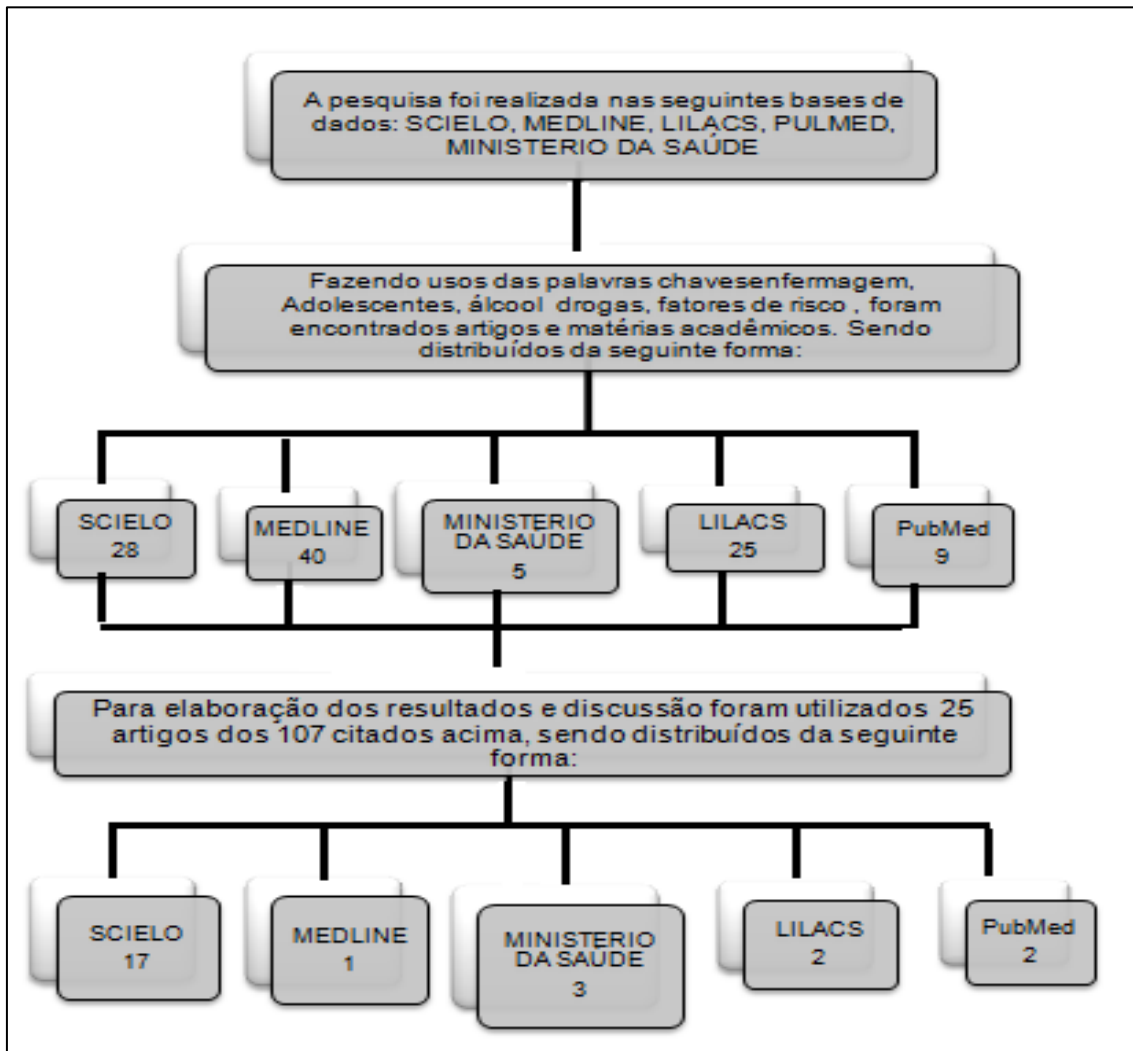 A pesquisa foi realizada nas seguintes bases de
dados: SCIELO, MEDLINE, LILACS, PULMED,
MINISTERIO DA SAÚDE
Fazendo usos das palavras chavesenfermagem,
Adolescentes, álcool drogas, fatores de risco , foram
encontrados artigos e matérias acadêmicos. Sendo
distribuídos da seguinte forma:
SCIELO
28
MEDLINE
40
MINISTERIO
DA SAÚDE
5
LILACS
25
PubMed
9
Para elaboração dos resultados e discussão foram utilizados 25
artigos dos 107 citados acima, sendo distribuídos da seguinte
forma:
SCIELO
17
MEDLINE
1
MINISTERIO
DA SAÚDE
3
LILACS
2
PubMed
2